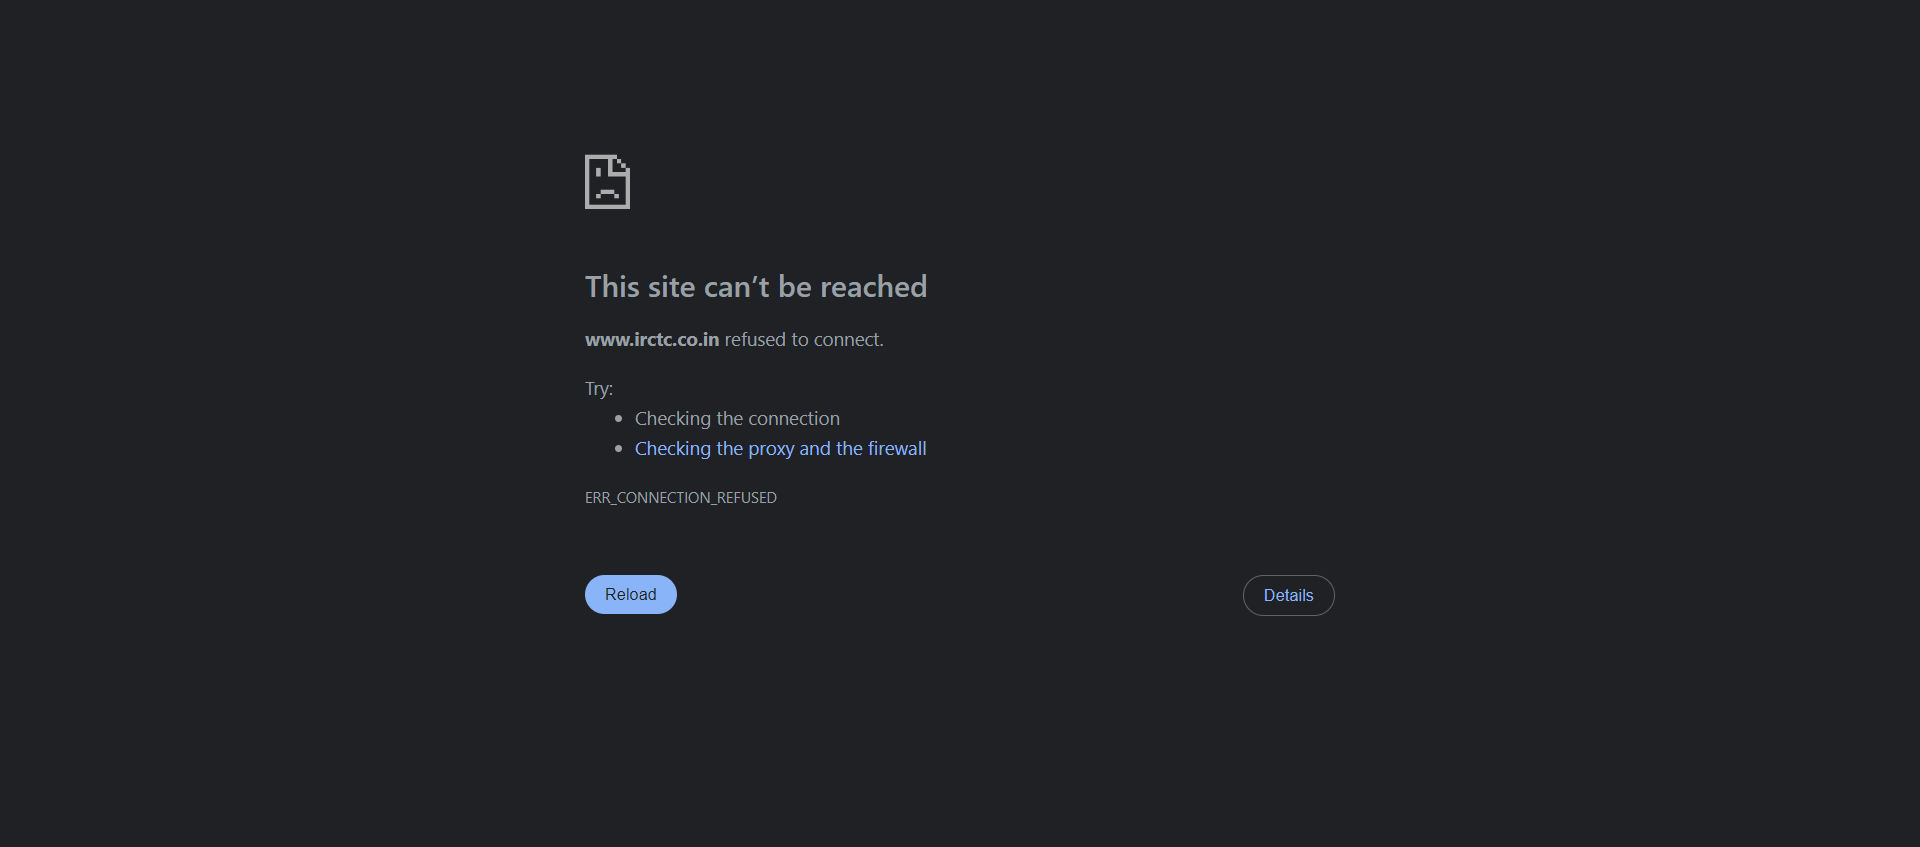 This site can’t be reached
www.irctc.co.in refused to connect.
Try:
Checking the connection
Checking the proxy and the firewall
ERR_CONNECTION_REFUSED
Reload
Details